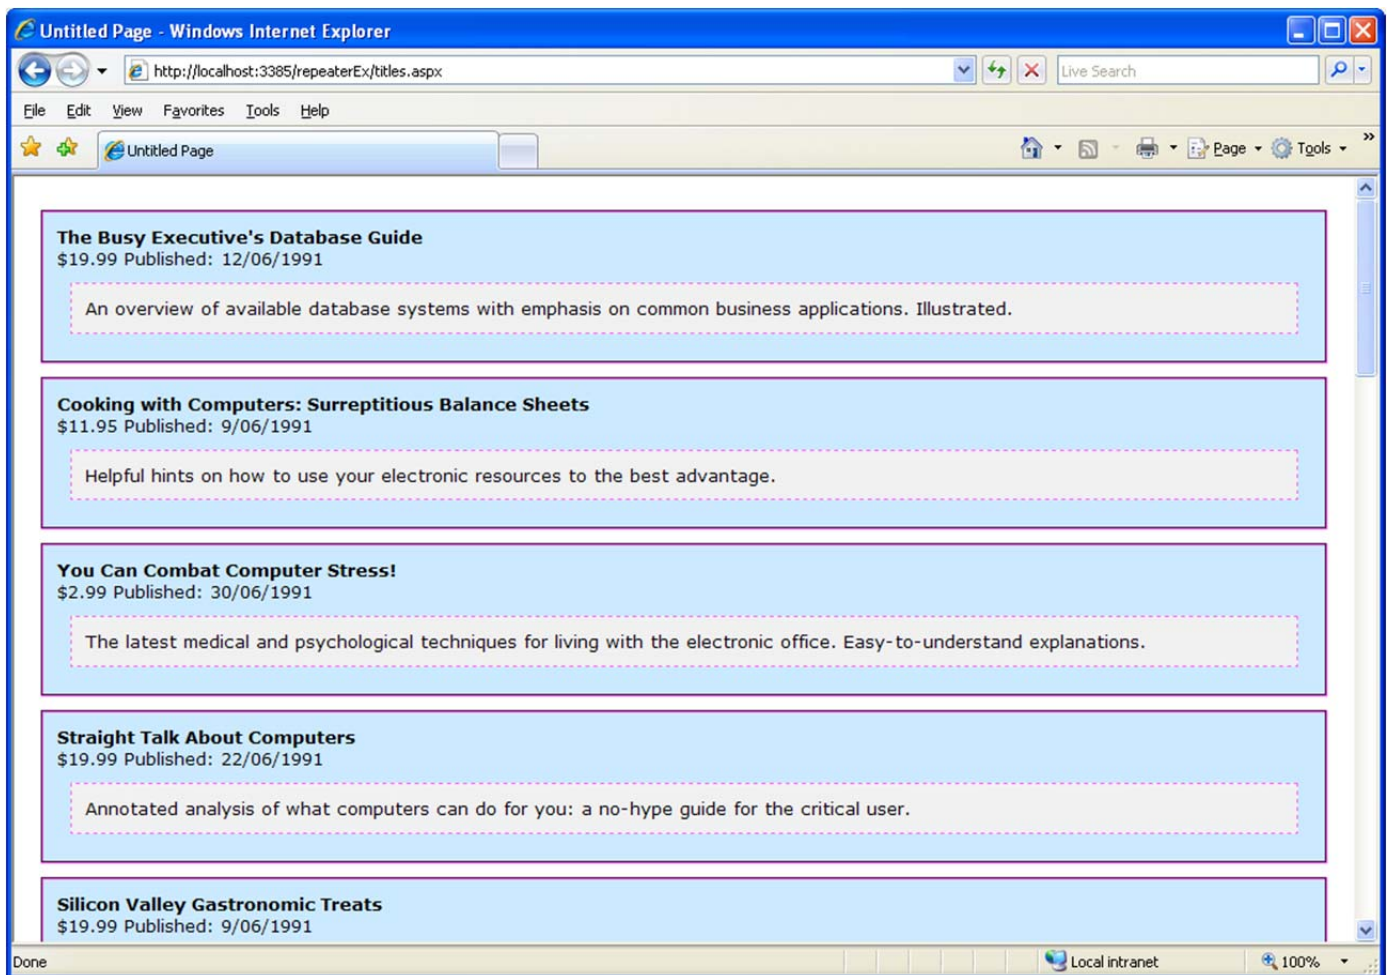 Untitled Page - Windows Internet Explorer
http://localhost:3385/repeaterEx/titles.aspx
Live Search
File Edit View Favorites Tools Help
Untitled Page
Page Tools »
The Busy Executive's Database Guide
$19.99 Published: 12/06/1991
An overview of available database systems with emphasis on common business applications. Illustrated.
Cooking with Computers: Surreptitious Balance Sheets
$11.95 Published: 9/06/1991
Helpful hints on how to use your electronic resources to the best advantage.
You Can Combat Computer Stress!
$2.99 Published: 30/06/1991
The latest medical and psychological techniques for living with the electronic office. Easy-to-understand explanations.
Straight Talk About Computers
$19.99 Published: 22/06/1991
Annotated analysis of what computers can do for you: a no-hype guide for the critical user.
Silicon Valley Gastronomic Treats
$19.99 Published: 9/06/1991
Done Local intranet 100%